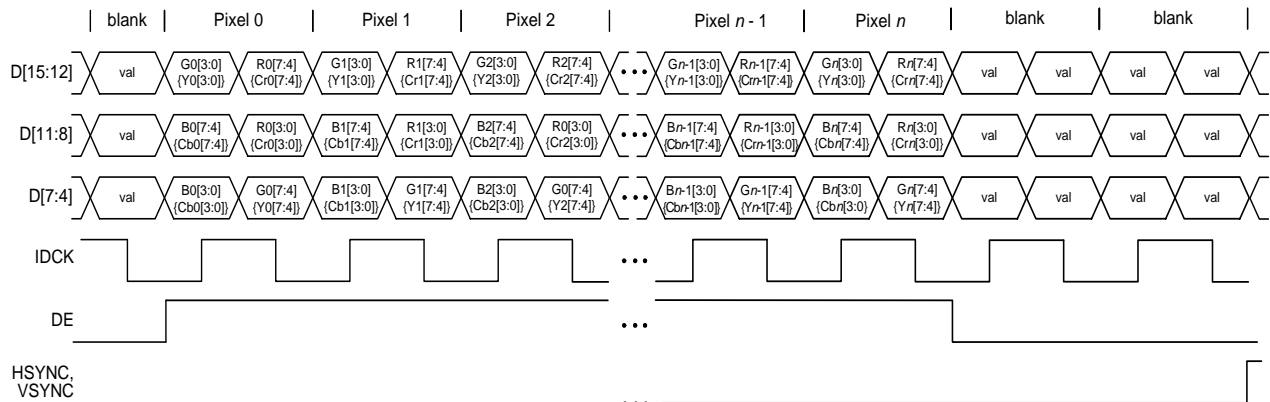 blank Pixel 0 Pixel 1 Pixel 2 Pixel n - 1 Pixel n blank blank
G0[3:0] R0[7:4] G1[3:0] R1[7:4] G2[3:0] R2[7:4] Gn-1[3:0] Rn-1[7:4] Gn[3:0] Rn[7:4]
D[15:12] val ••• val val val val
{Y0[3:0]} {Cr0[7:4]} {Y1[3:0]} {Cr1[7:4]} {Y2[3:0]} {Cr2[7:4]} {Yn-1[3:0]} {Crn-1[7:4]} {Yn[3:0]} {Crn[7:4]}
B0[7:4] R0[3:0] B1[7:4] R1[3:0] B2[7:4] R0[3:0] Bn-1[7:4] Rn-1[3:0] Bn[7:4] Rn[3:0]
D[11:8] val ••• val val val val
{Cb0[7:4]} {Cr0[3:0]} {Cb1[7:4]} {Cr1[3:0]} {Cb2[7:4]} {Cr2[3:0]} {Cbn-1[7:4]} {Crn-1[3:0]} {Cbn[7:4]} {Crn[3:0]}
B0[3:0] G0[7:4] B1[3:0] G1[7:4] B2[3:0] G0[7:4] Bn-1[3:0] Gn-1[7:4] Bn[3:0] Gn[7:4]
D[7:4] val ••• val val val val
{Cb0[3:0]} {Y0[7:4]} {Cb1[3:0]} {Y1[7:4]} {Cb2[3:0]} {Y2[7:4]} {Cbn-1[3:0]} {Yn-1[7:4]} {Cbn[3:0} {Yn[7:4]}
IDCK •••
DE •••
HSYNC,
VSYNC •••